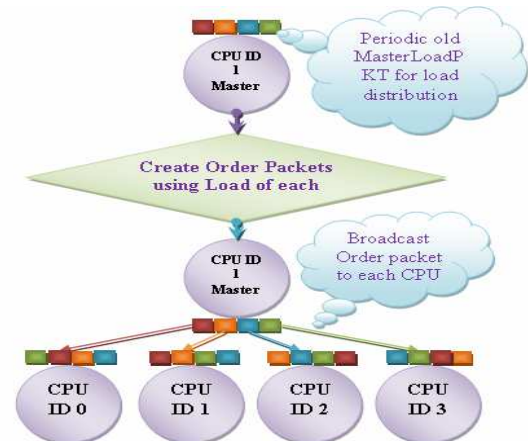 CPU ID
1
Master
Periodic old
MasterLoadP
KT for load
distribution
Create Order Packets
using Load of each
CPU ID
1
Master
Broadcast
Order packet
to each CPU
CPU
ID 0
CPU
ID 1
CPU
ID 2
CPU
ID 3